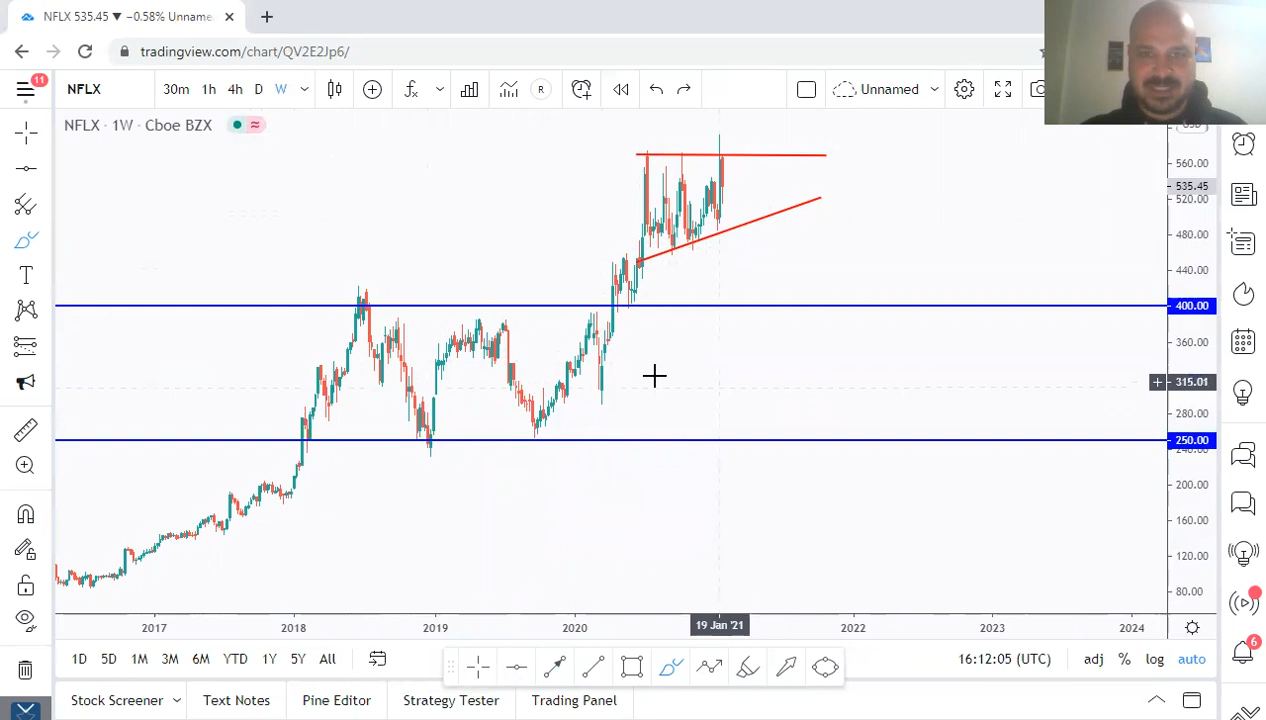 NFLX 535.45 ▼ −0.58% Unname
tradingview.com/chart/QV2E2Jp6/
11
NFLX
30m 1h 4h D W
R
Unnamed
NFLX · 1W · Cboe BZX
USD
560.00
535.45
520.00
480.00
440.00
400.00
360.00
315.01
280.00
250.00
240.00
200.00
160.00
120.00
80.00
2017 2018 2019 2020 19 Jan '21 2022 2023 2024
1D 5D 1M 3M 6M YTD 1Y 5Y All
16:12:05 (UTC) adj % log auto
6
Stock Screener Text Notes Pine Editor Strategy Tester Trading Panel